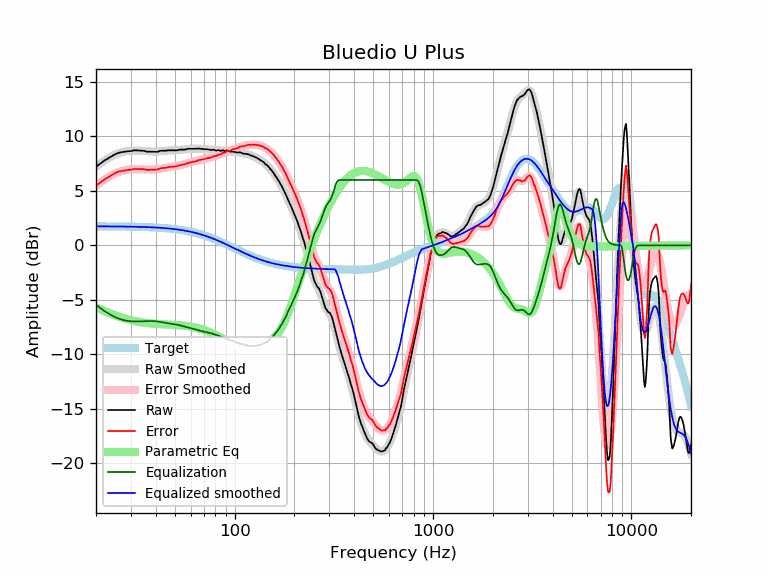 Bluedio U Plus
15
10
5
0
−5
−10
−15
−20
Amplitude (dBr)
Target
Raw Smoothed
Error Smoothed
Raw
Error
Parametric Eq
Equalization
Equalized smoothed
100
1000
10000
Frequency (Hz)